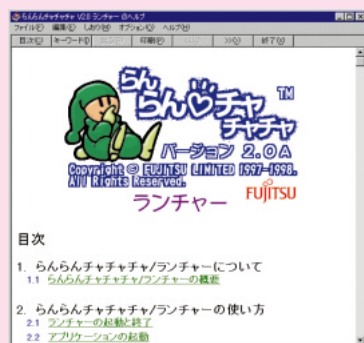 らんらんチャチャチャ V2.0 ランチャー のヘルプ
ファイル(F) 編集(E) しおり(M) オプション(O) ヘルプ(H)
目次(C) キーワード(I) 印刷(P) >>(>) 終了(X)
らん
らん チャ TM
チャチャ
バージョン 2.0A
Copyright © FUJITSU LIMITED 1997-1998.
All Rights Reserved.
FUJITSU
ランチャー
目次
1. らんらんチャチャチャ/ランチャーについて
1.1 らんらんチャチャチャ/ランチャーの概要
2. らんらんチャチャチャ/ランチャーの使い方
2.1 ランチャーの起動と終了
2.2 アプリケーションの起動